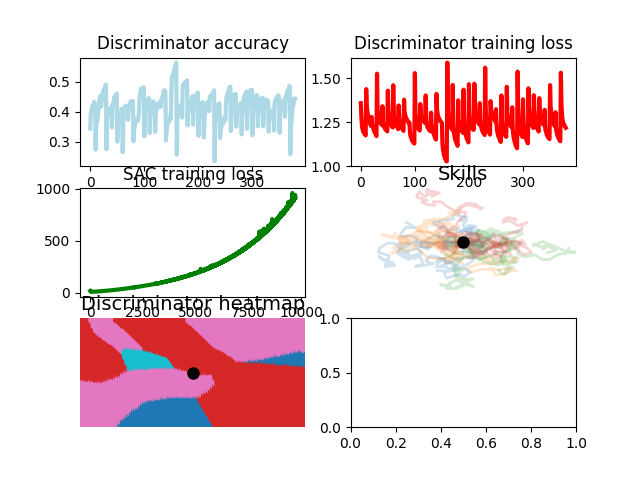 Discriminator accuracy
0.5
0.4
0.3
0 100 200 300
Discriminator training loss
1.50
1.25
1.00
0 100 200 300
SAC training loss
1000
500
0
0 2500 5000 7500 10000
Skills
Discriminator heatmap
1.0
0.5
0.0
0.0 0.2 0.4 0.6 0.8 1.0